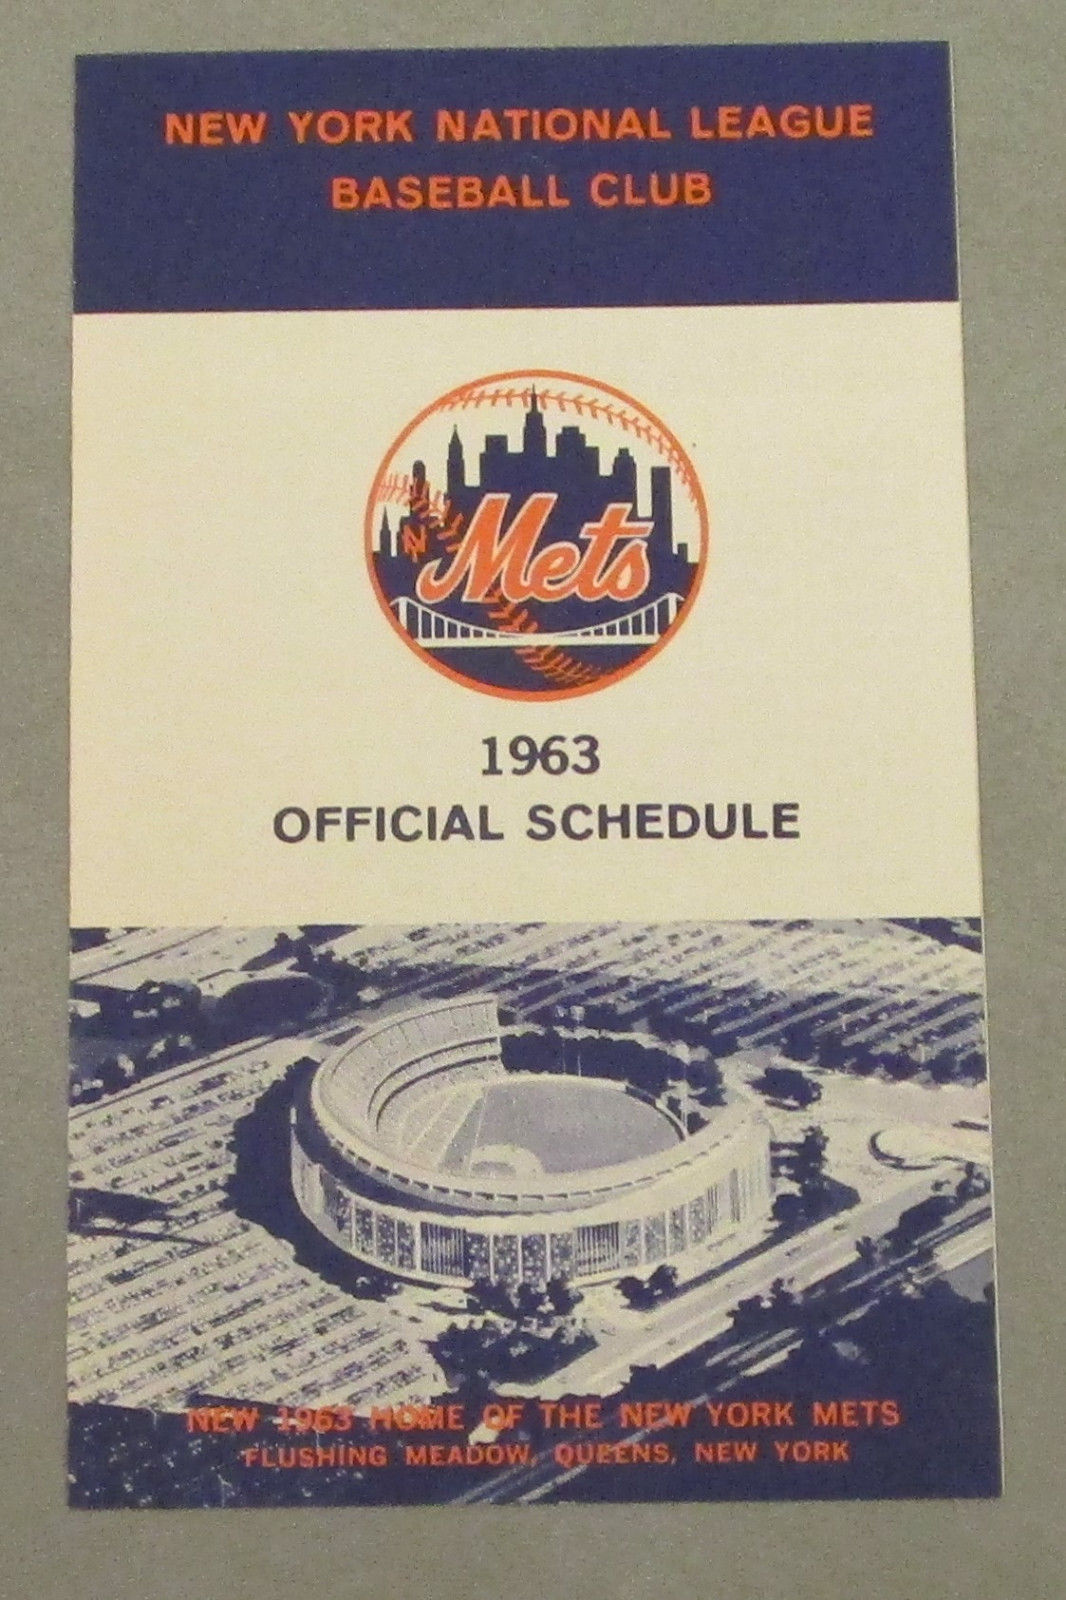 NEW YORK NATIONAL LEAGUE
BASEBALL CLUB
NY
Mets
1963
OFFICIAL SCHEDULE
NEW 1963 HOME OF THE NEW YORK METS
FLUSHING MEADOW, QUEENS, NEW YORK